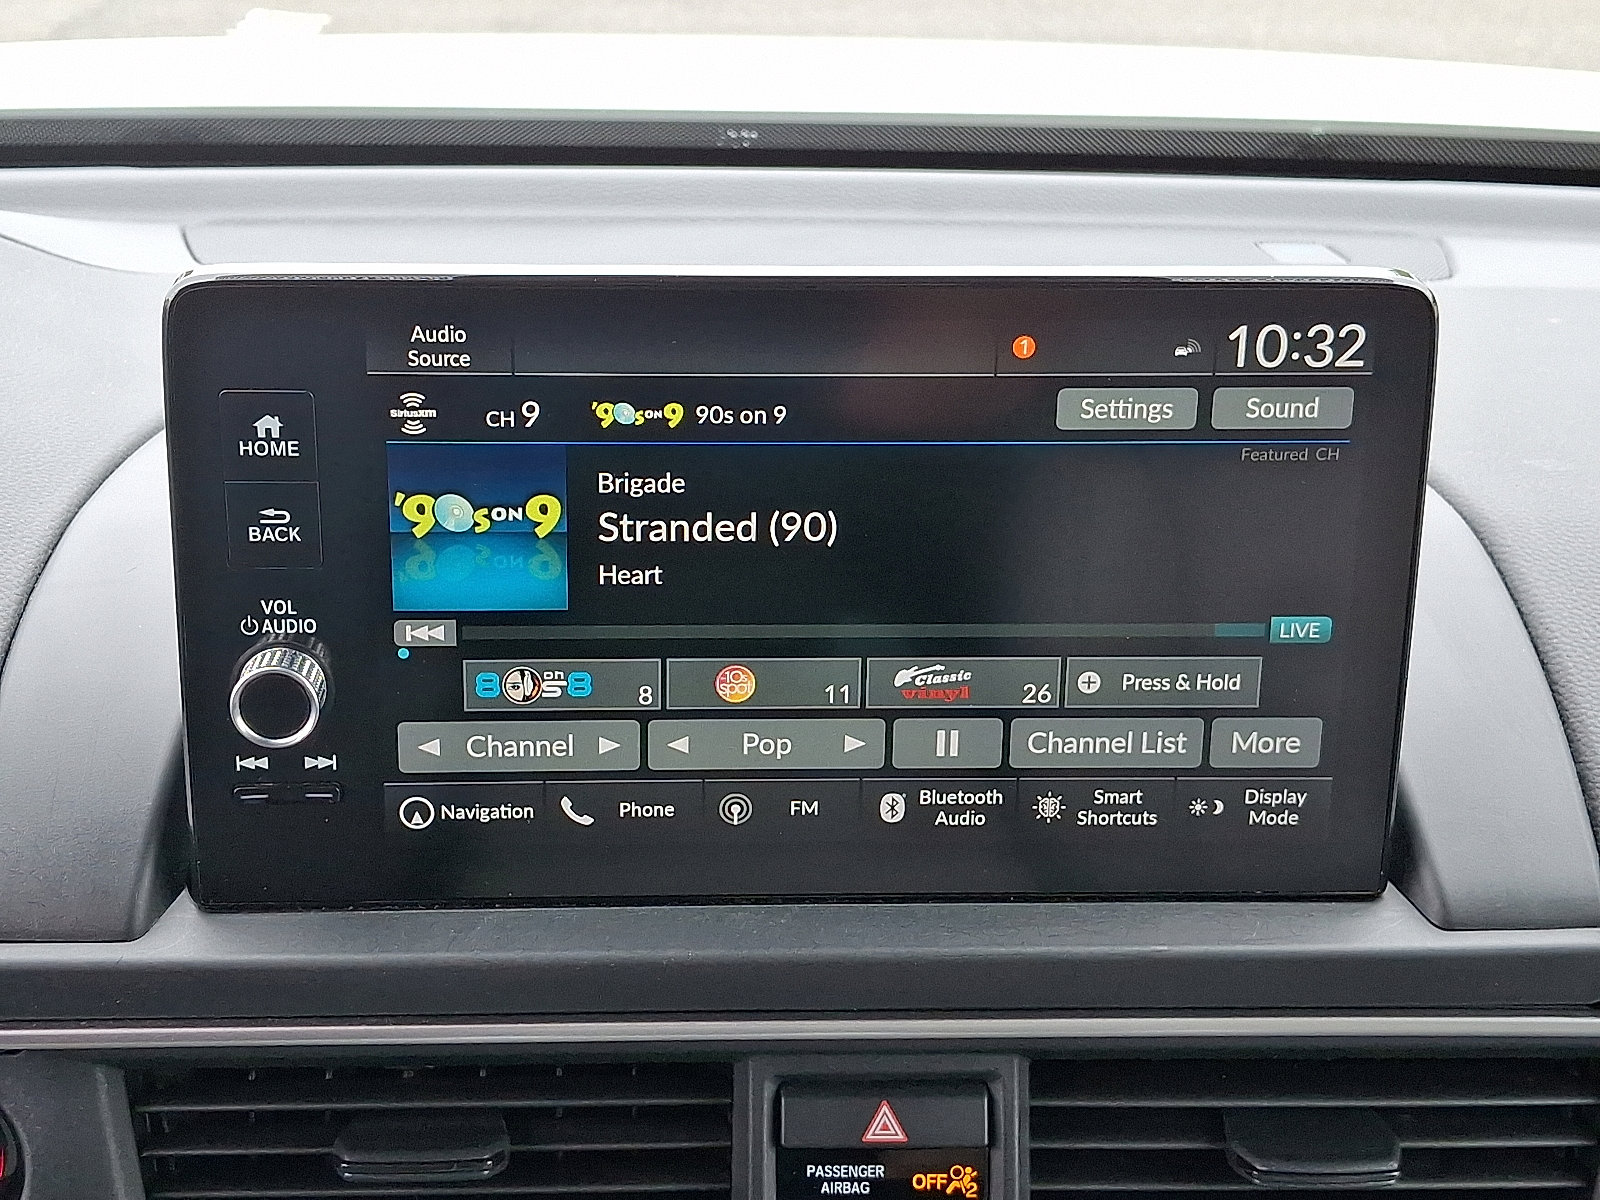 Audio
Source
1
10:32
SiriusXM
CH 9
'90s ON 9
90s on 9
Settings
Sound
Featured CH
HOME
BACK
VOL
AUDIO
'90s ON 9
Brigade
Stranded (90)
Heart
LIVE
80s on 8
8
-10s spot
11
Classic
vinyl
26
Press & Hold
Channel
Pop
Channel List
More
Navigation
Phone
FM
Bluetooth
Audio
Smart
Shortcuts
Display
Mode
PASSENGER
AIRBAG
OFF
2